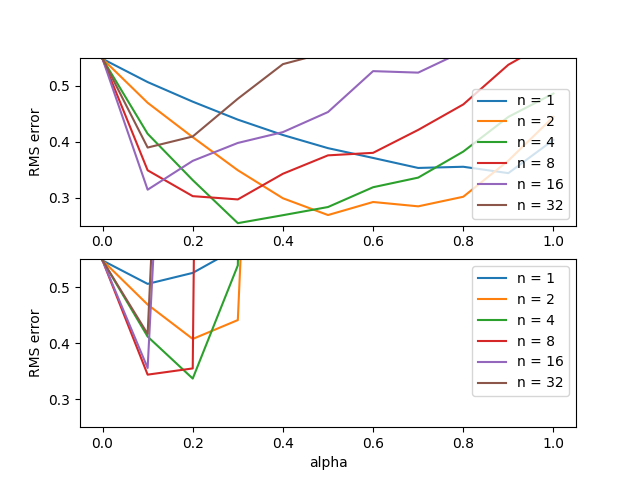 0.5
0.4
0.3
RMS error
n = 1
n = 2
n = 4
n = 8
n = 16
n = 32
0.0 0.2 0.4 0.6 0.8 1.0
0.5
0.4
0.3
RMS error
n = 1
n = 2
n = 4
n = 8
n = 16
n = 32
0.0 0.2 0.4 0.6 0.8 1.0
alpha